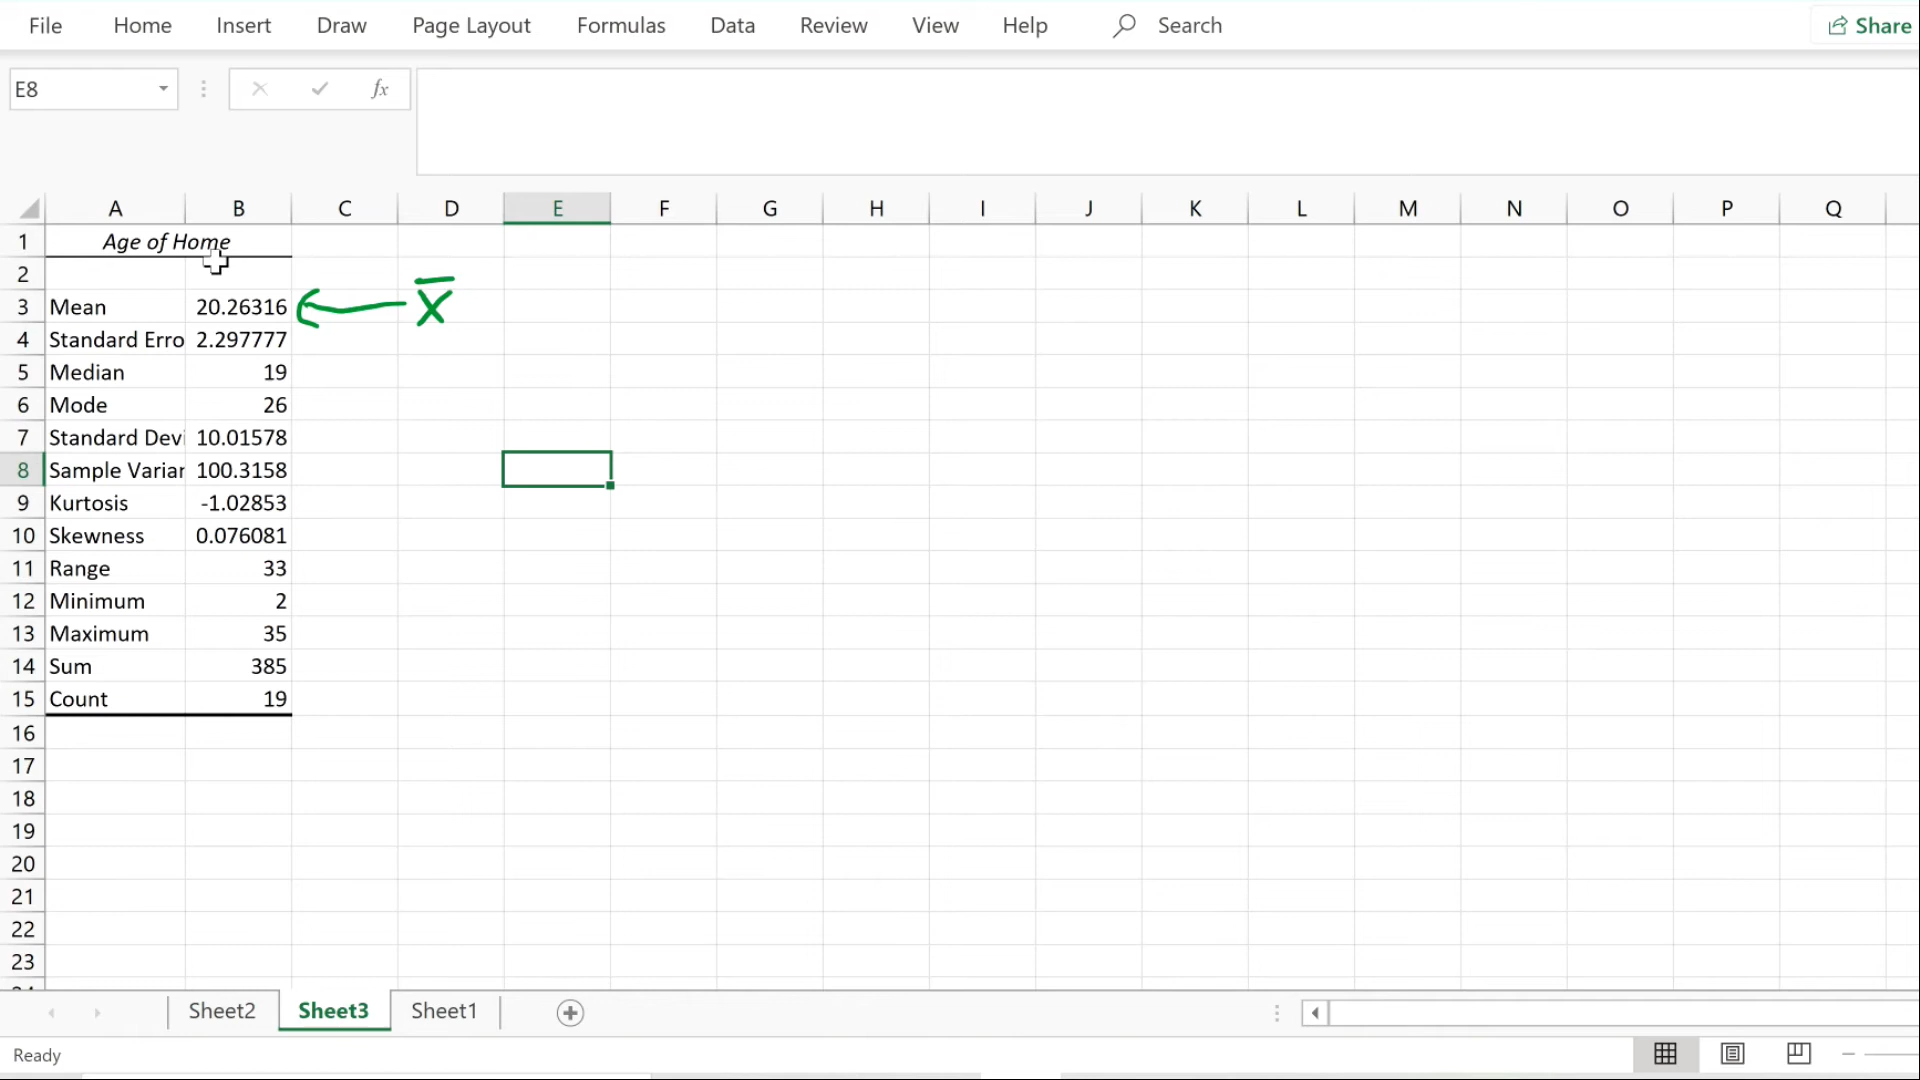 File Home Insert Draw Page Layout Formulas Data Review View Help Search Share
E8 fx
A B C D E F G H I J K L M N O P Q
1 Age of Home
2
3 Mean 20.26316 x̄
4 Standard Erro 2.297777
5 Median 19
6 Mode 26
7 Standard Devi 10.01578
8 Sample Varian 100.3158
9 Kurtosis -1.02853
10 Skewness 0.076081
11 Range 33
12 Minimum 2
13 Maximum 35
14 Sum 385
15 Count 19
16
17
18
19
20
21
22
23
Sheet2 Sheet3 Sheet1
Ready